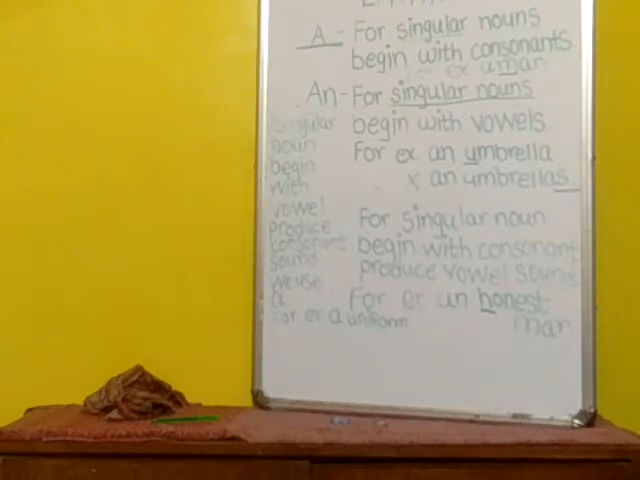 A - For singular nouns
begin with consonants.
ex a man
An - For singular nouns
begin with vowels.
For ex. an umbrella
x an umbrellas.
For singular noun
begin with consonant
produce vowel sound
For er an honest
man
Singular
noun
begin
with
vowel
produce
consonant
sound
we use
a
for er a uniform